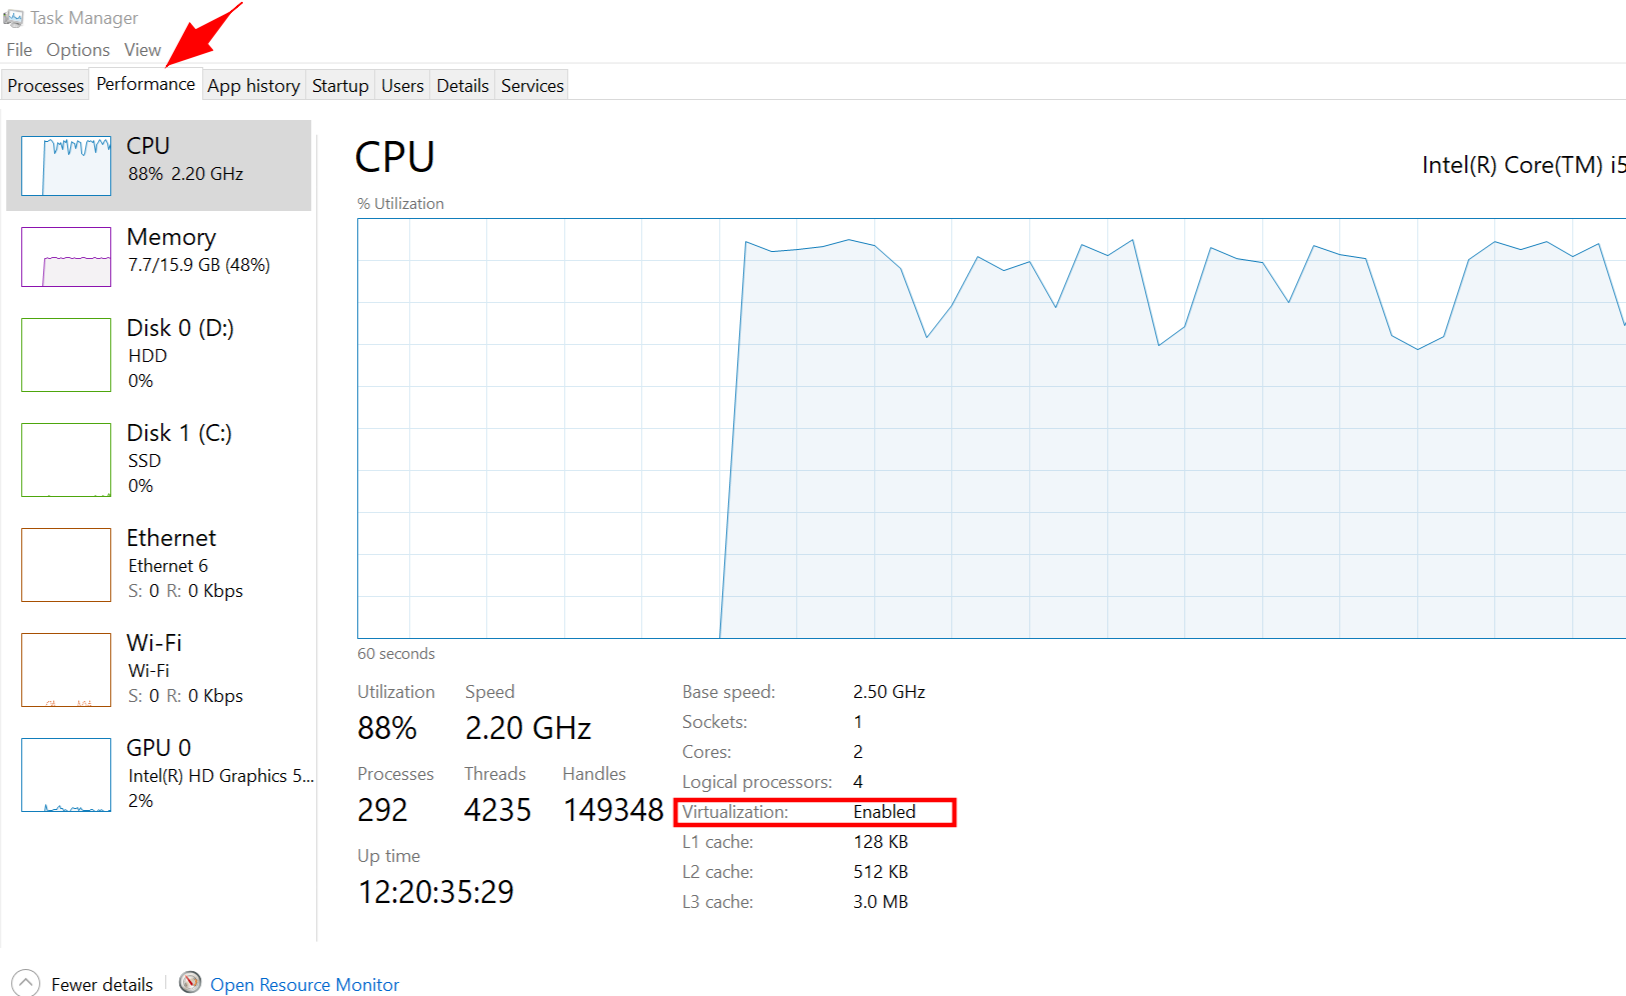 Task Manager
File Options View
Processes Performance App history Startup Users Details Services
CPU
88% 2.20 GHz
Memory
7.7/15.9 GB (48%)
Disk 0 (D:)
HDD
0%
Disk 1 (C:)
SSD
0%
Ethernet
Ethernet 6
S: 0 R: 0 Kbps
Wi-Fi
Wi-Fi
S: 0 R: 0 Kbps
GPU 0
Intel(R) HD Graphics 5...
2%
CPU
Intel(R) Core(TM) i5
% Utilization
60 seconds
Utilization Speed
88% 2.20 GHz
Processes Threads Handles
292 4235 149348
Up time
12:20:35:29
Base speed: 2.50 GHz
Sockets: 1
Cores: 2
Logical processors: 4
Virtualization: Enabled
L1 cache: 128 KB
L2 cache: 512 KB
L3 cache: 3.0 MB
Fewer details Open Resource Monitor